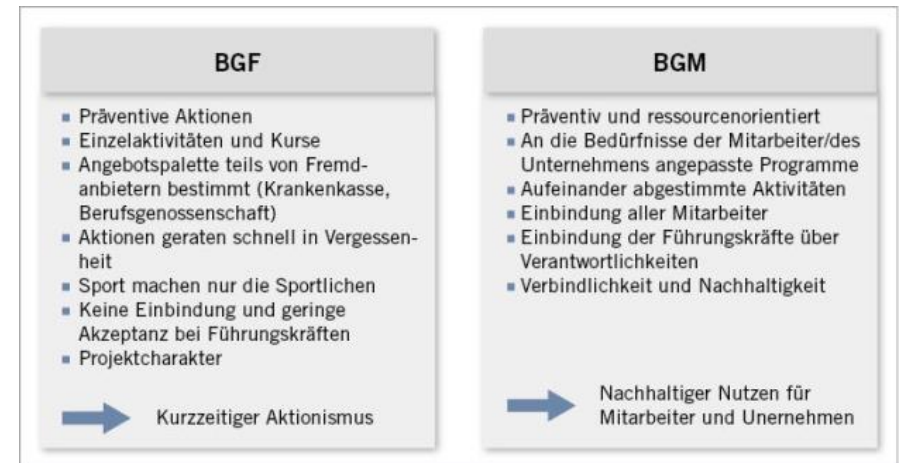 BGF
Präventive Aktionen
Einzelaktivitäten und Kurse
Angebotspalette teils von Fremd-
anbietern bestimmt (Krankenkasse,
Berufsgenossenschaft)
Aktionen geraten schnell in Vergessen-
heit
Sport machen nur die Sportlichen
Keine Einbindung und geringe
Akzeptanz bei Führungskräften
Projektcharakter
Kurzzeitiger Aktionismus
BGM
Präventiv und ressourcenorientiert
An die Bedürfnisse der Mitarbeiter/des
Unternehmens angepasste Programme
Aufeinander abgestimmte Aktivitäten
Einbindung aller Mitarbeiter
Einbindung der Führungskräfte über
Verantwortlichkeiten
Verbindlichkeit und Nachhaltigkeit
Nachhaltiger Nutzen für
Mitarbeiter und Unernehmen